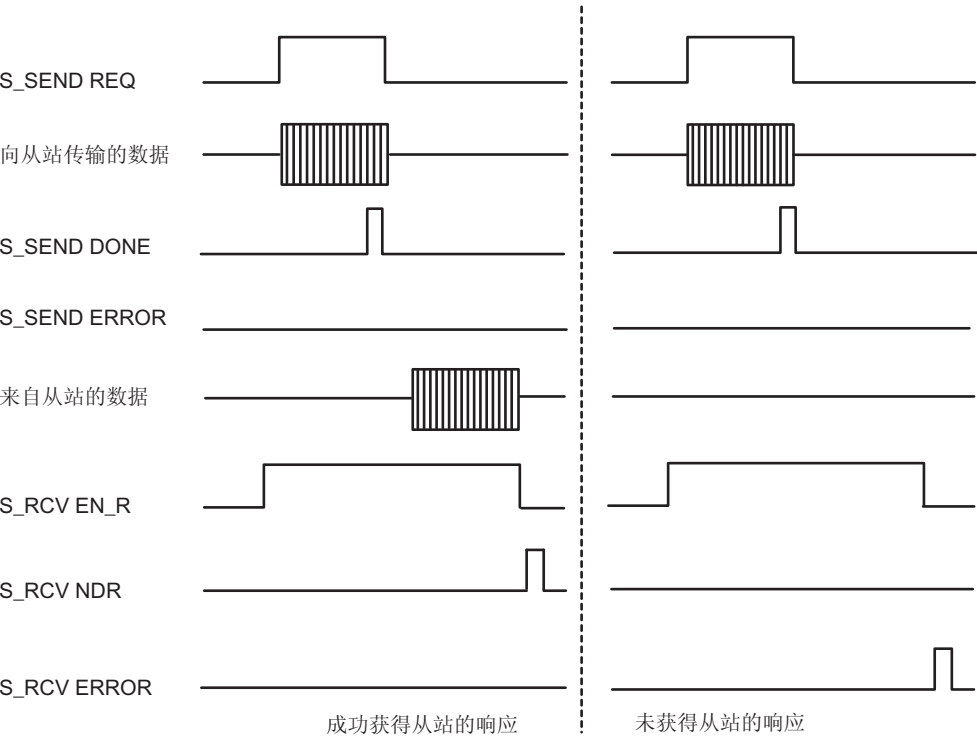 S_SEND REQ
向从站传输的数据
S_SEND DONE
S_SEND ERROR
来自从站的数据
S_RCV EN_R
S_RCV NDR
S_RCV ERROR
成功获得从站的响应
未获得从站的响应